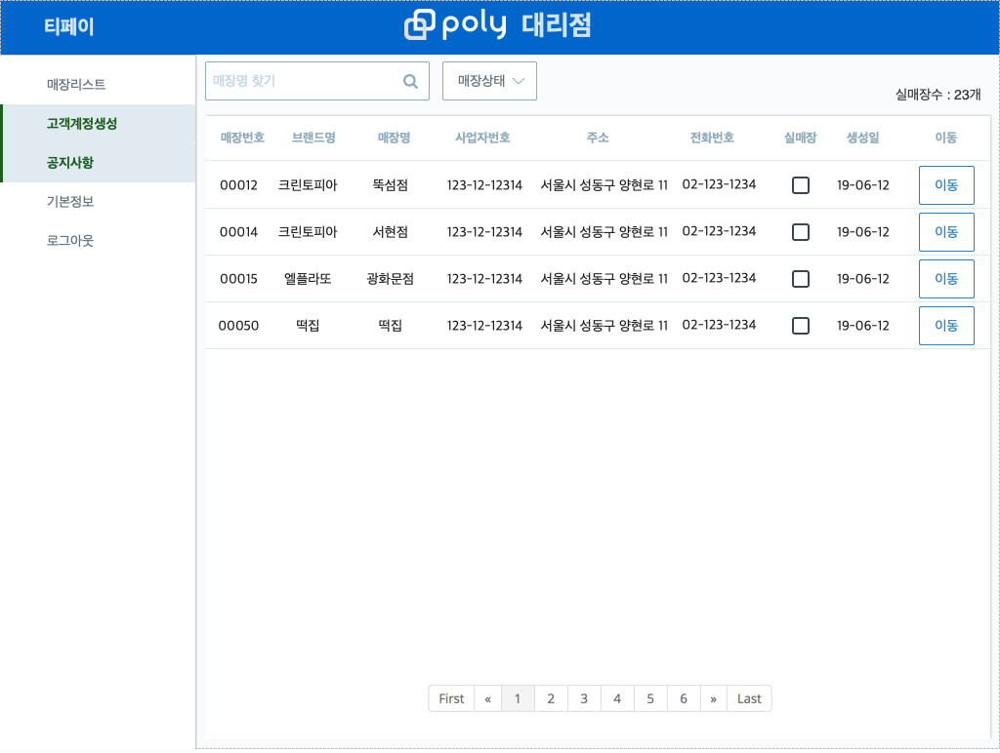 티페이
poly 대리점
매장리스트
고객계정생성
공지사항
기본정보
로그아웃
매장명 찾기
매장상태
실매장수 : 23개
매장번호 브랜드명 매장명 사업자번호 주소 전화번호 실매장 생성일 이동
00012 크린토피아 뚝섬점 123-12-12314 서울시 성동구 양현로 11 02-123-1234 19-06-12 이동
00014 크린토피아 서현점 123-12-12314 서울시 성동구 양현로 11 02-123-1234 19-06-12 이동
00015 엘플라또 광화문점 123-12-12314 서울시 성동구 양현로 11 02-123-1234 19-06-12 이동
00050 떡집 떡집 123-12-12314 서울시 성동구 양현로 11 02-123-1234 19-06-12 이동
First « 1 2 3 4 5 6 » Last